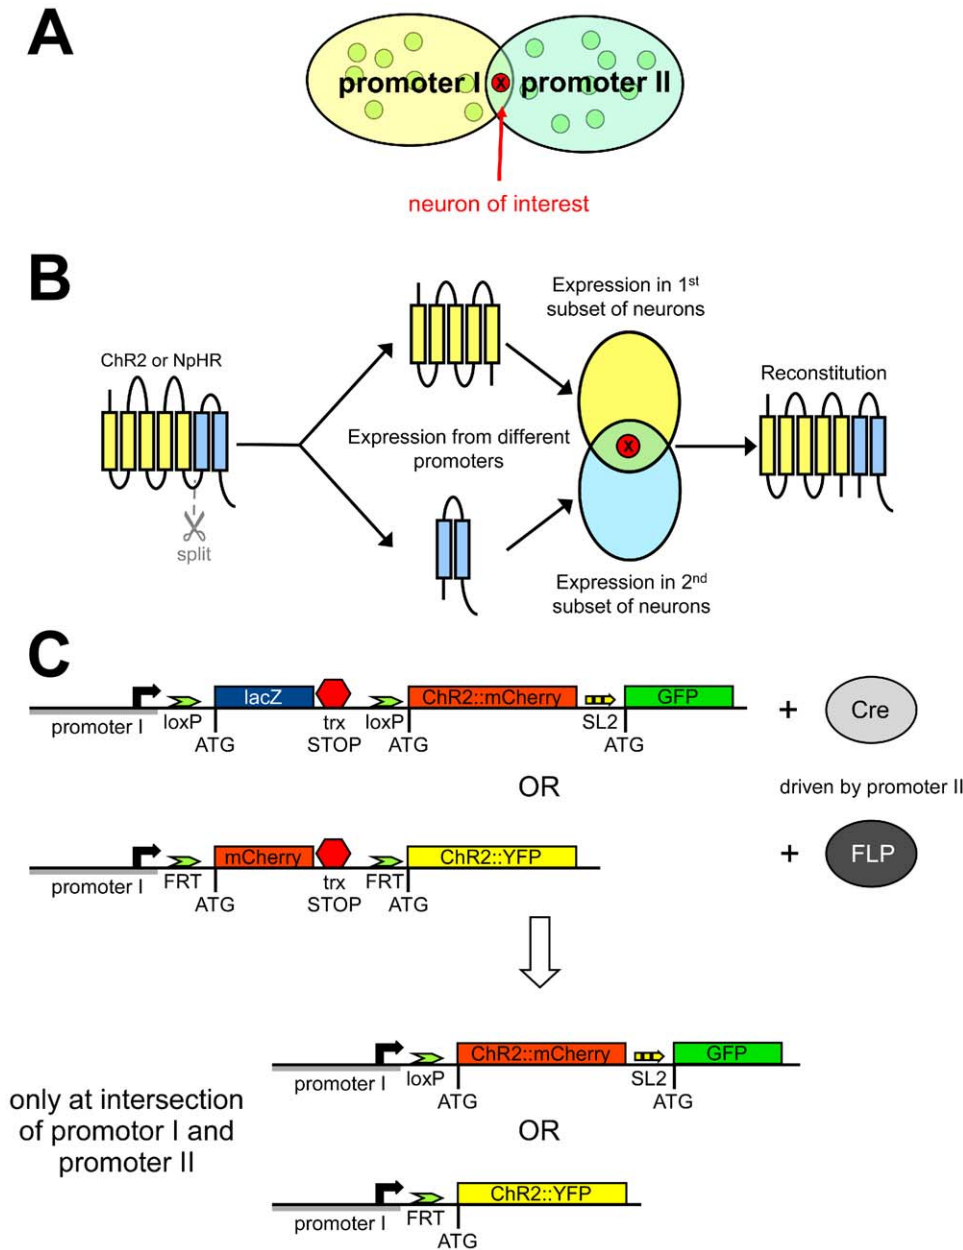 A
promoter I
X
promoter II
neuron of interest
B
Expression in 1st
subset of neurons
ChR2 or NpHR
Reconstitution
Expression from different
promoters
X
split
Expression in 2nd
subset of neurons
C
lacZ
ChR2::mCherry
GFP
+
Cre
promoter I
loxP
trx
loxP
SL2
ATG
STOP
ATG
ATG
OR
driven by promoter II
mCherry
ChR2::YFP
+
FLP
promoter I
FRT
trx
FRT
ATG
STOP
ATG
ChR2::mCherry
GFP
promoter I
loxP
SL2
ATG
ATG
only at intersection
of promotor I and
promoter II
OR
ChR2::YFP
promoter I
FRT
ATG